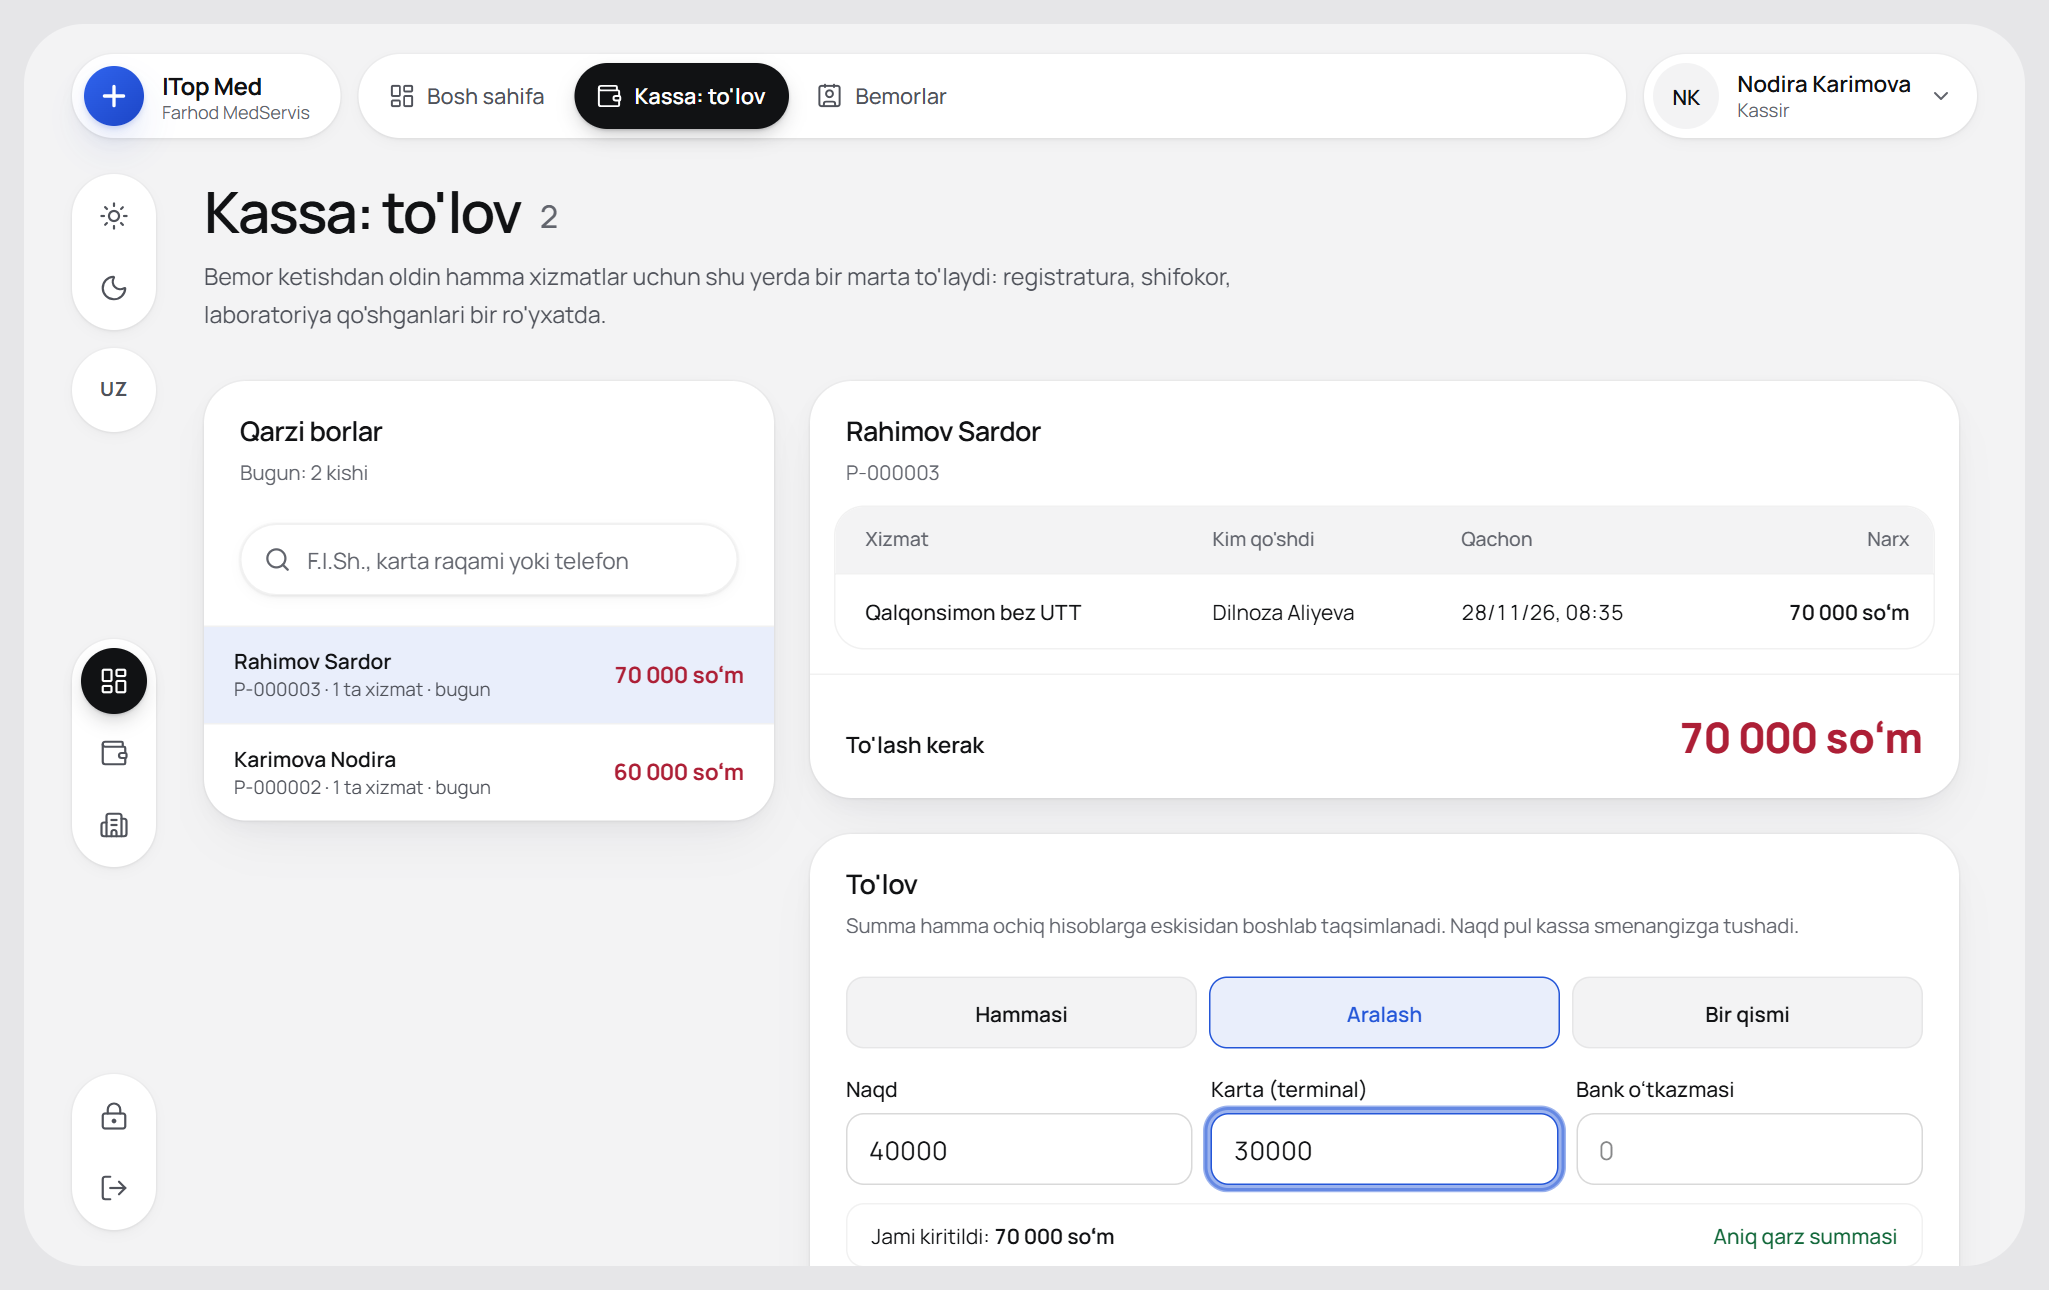 ITop Med
Farhod MedServis
Bosh sahifa
Kassa: to'lov
Bemorlar
NK
Nodira Karimova
Kassir
UZ
Kassa: to'lov 2
Bemor ketishdan oldin hamma xizmatlar uchun shu yerda bir marta to'laydi: registratura, shifokor,
laboratoriya qo'shganlari bir ro'yxatda.
Qarzi borlar
Bugun: 2 kishi
F.I.Sh., karta raqami yoki telefon
Rahimov Sardor
P-000003 · 1 ta xizmat · bugun
70 000 soʻm
Karimova Nodira
P-000002 · 1 ta xizmat · bugun
60 000 soʻm
Rahimov Sardor
P-000003
Xizmat Kim qo'shdi Qachon Narx
Qalqonsimon bez UTT Dilnoza Aliyeva 28/11/26, 08:35 70 000 soʻm
To'lash kerak 70 000 soʻm
To'lov
Summa hamma ochiq hisoblarga eskisidan boshlab taqsimlanadi. Naqd pul kassa smenangizga tushadi.
Hammasi Aralash Bir qismi
Naqd Karta (terminal) Bank oʻtkazmasi
40000 30000 0
Jami kiritildi: 70 000 soʻm Aniq qarz summasi